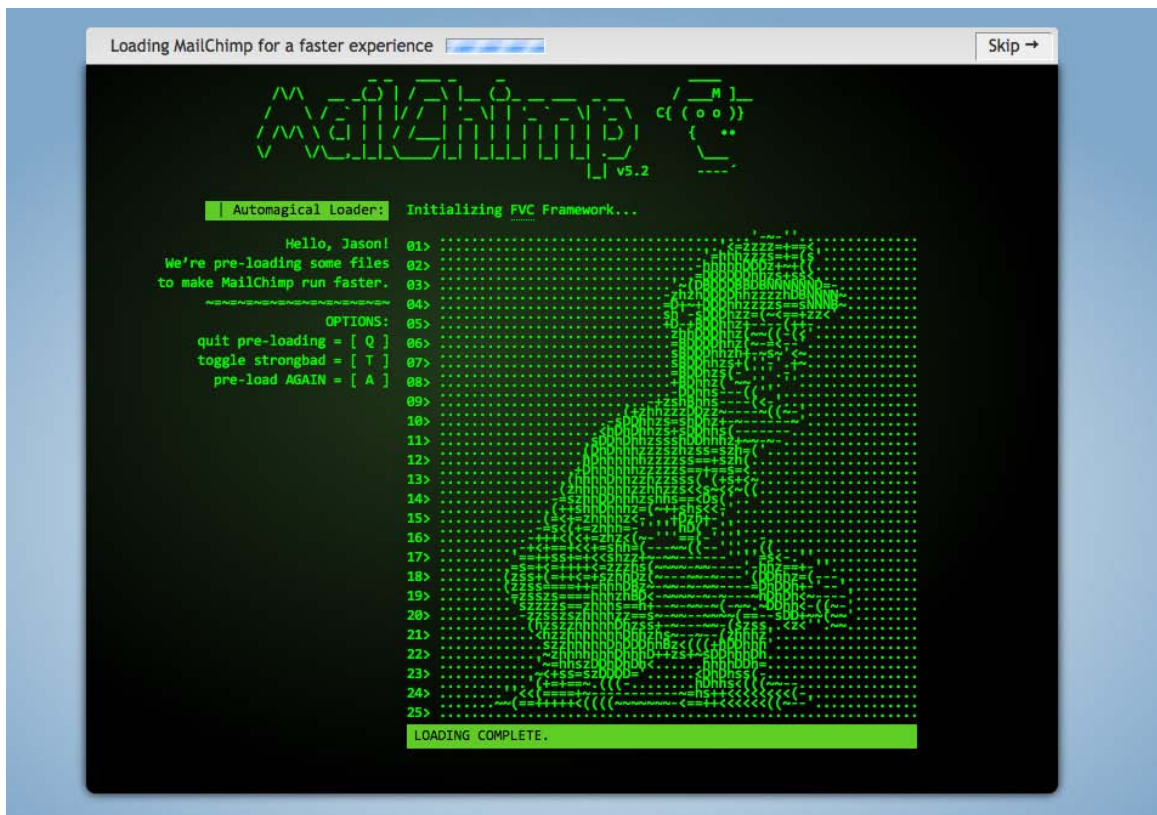 Loading MailChimp for a faster experience
Skip →
MailChimp
v5.2
| Automagical Loader:
Initializing FVC Framework...
Hello, Jason!
We're pre-loading some files
to make MailChimp run faster.
~=~=~=~=~=~=~=~=~=~=~=~=~
OPTIONS:
quit pre-loading = [ Q ]
toggle strongbad = [ T ]
pre-load AGAIN = [ A ]
01>
02>
03>
04>
05>
06>
07>
08>
09>
10>
11>
12>
13>
14>
15>
16>
17>
18>
19>
20>
21>
22>
23>
24>
25>
LOADING COMPLETE.